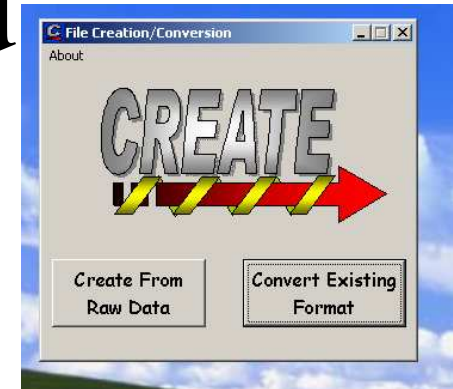 File Creation/Conversion
About
CREATE
Create From
Raw Data
Convert Existing
Format